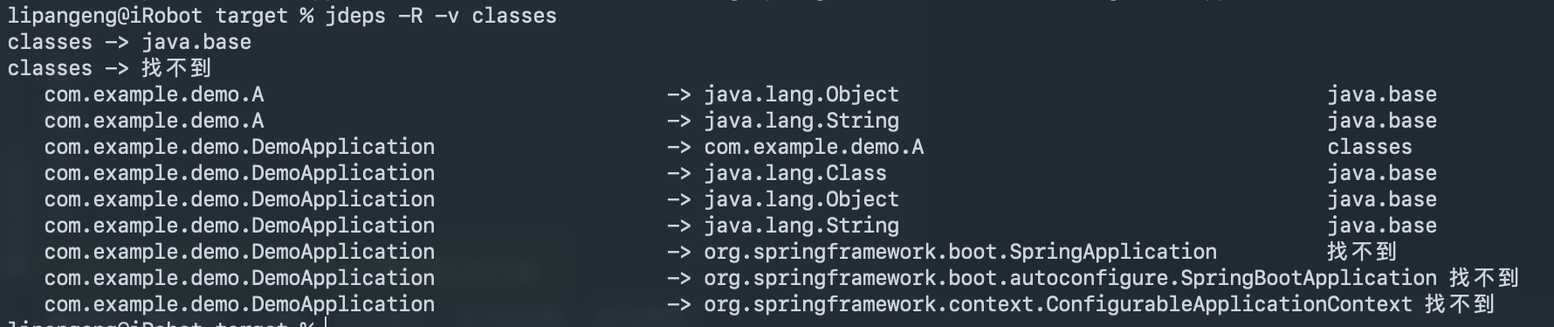 lipangeng@iRobot target % jdeps -R -v classes
classes -> java.base
classes -> 找不到
   com.example.demo.A                                 -> java.lang.Object                                   java.base
   com.example.demo.A                                 -> java.lang.String                                   java.base
   com.example.demo.DemoApplication                   -> com.example.demo.A                                 classes
   com.example.demo.DemoApplication                   -> java.lang.Class                                    java.base
   com.example.demo.DemoApplication                   -> java.lang.Object                                   java.base
   com.example.demo.DemoApplication                   -> java.lang.String                                   java.base
   com.example.demo.DemoApplication                   -> org.springframework.boot.SpringApplication         找不到
   com.example.demo.DemoApplication                   -> org.springframework.boot.autoconfigure.SpringBootApplication 找不到
   com.example.demo.DemoApplication                   -> org.springframework.context.ConfigurableApplicationContext 找不到
lipangeng@iRobot target %